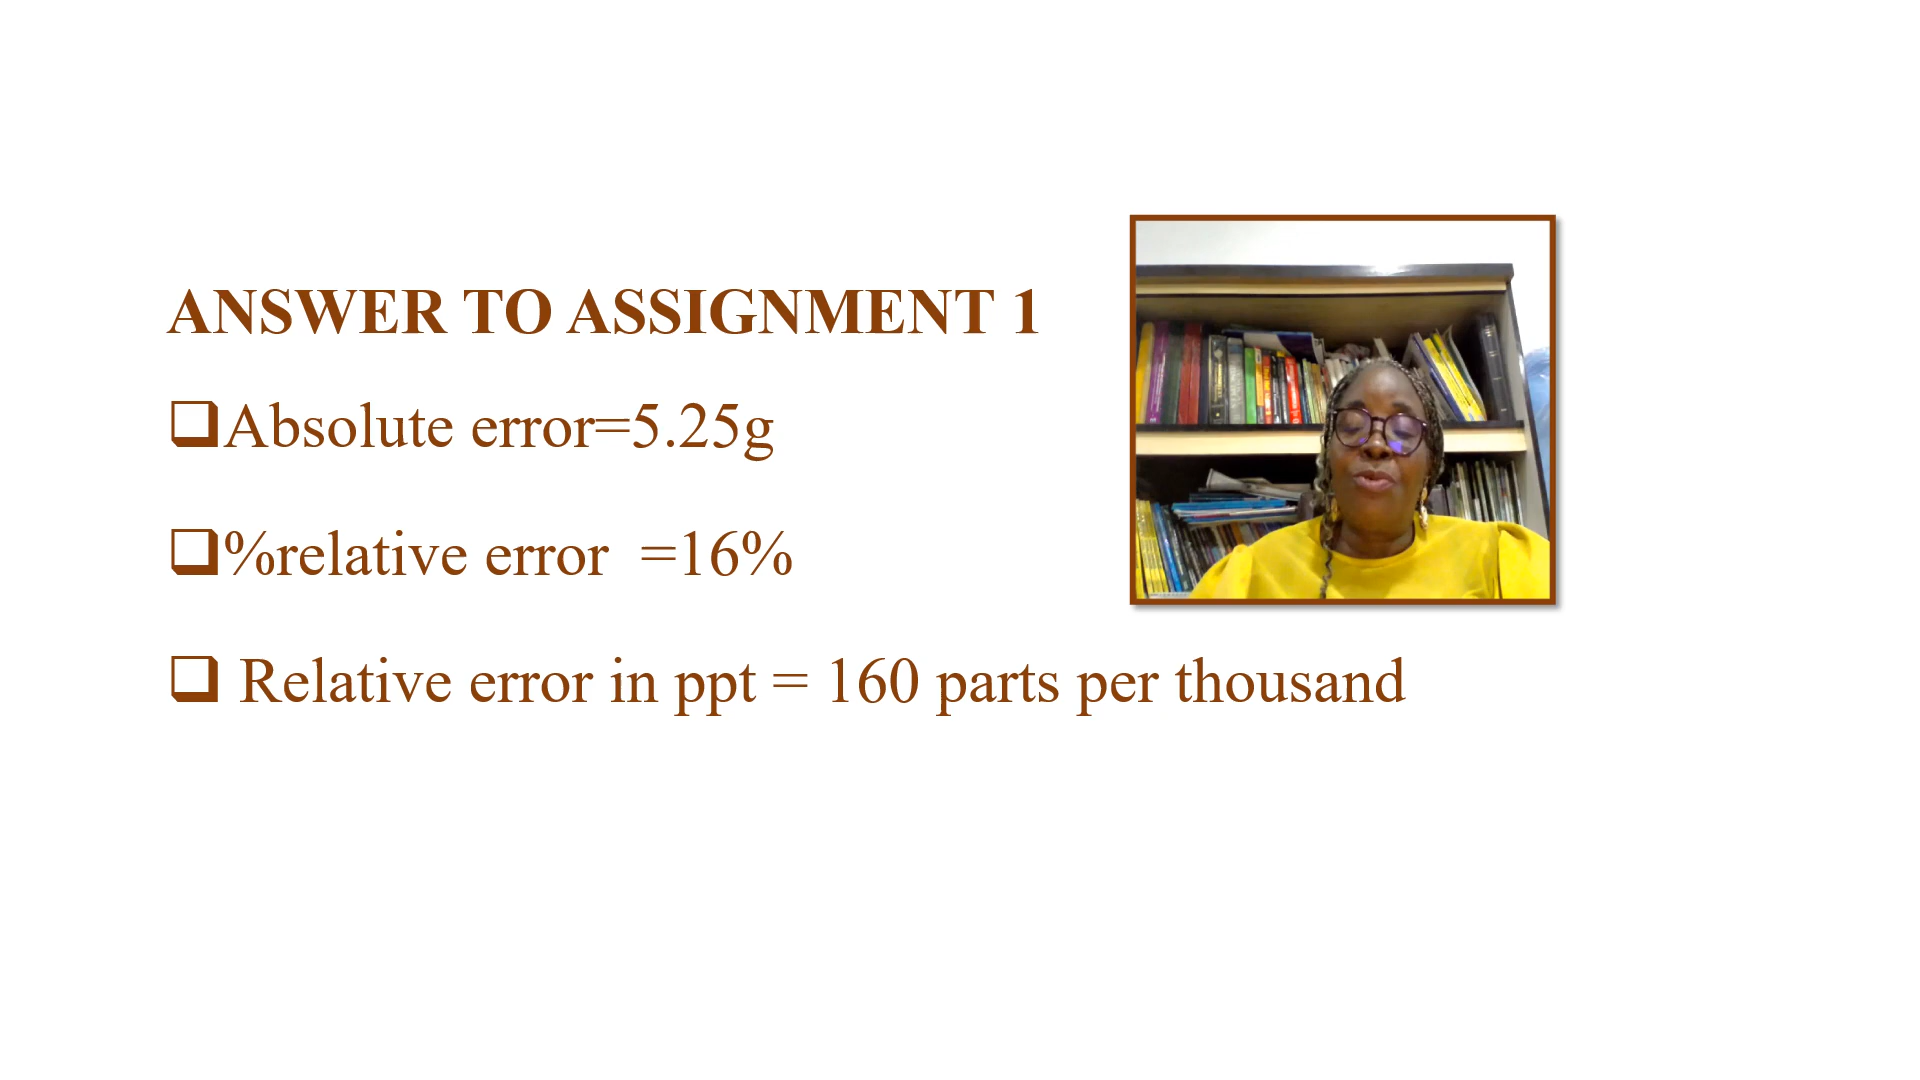 ANSWER TO ASSIGNMENT 1
❑Absolute error=5.25g
❑%relative error =16%
❑ Relative error in ppt = 160 parts per thousand